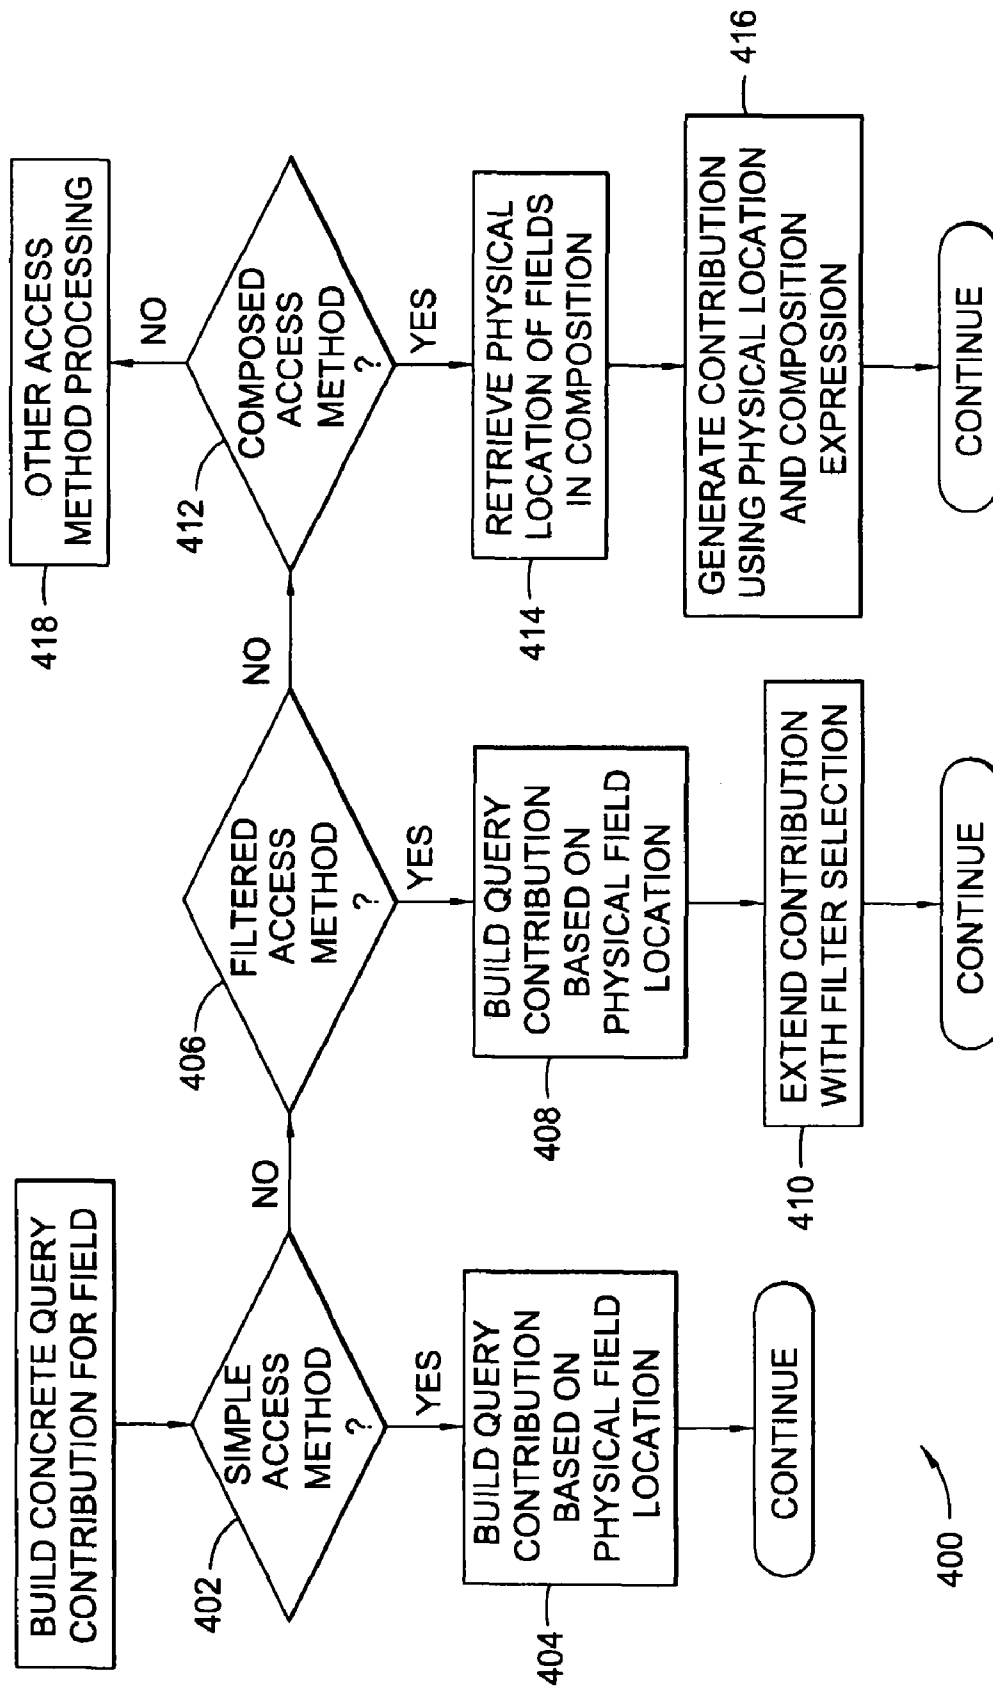 BUILD CONCRETE QUERY
CONTRIBUTION FOR FIELD
402
SIMPLE
ACCESS
METHOD
?
NO
YES
404
BUILD QUERY
CONTRIBUTION
BASED ON
PHYSICAL FIELD
LOCATION
CONTINUE
406
FILTERED
ACCESS
METHOD
?
NO
YES
408
BUILD QUERY
CONTRIBUTION
BASED ON
PHYSICAL FIELD
LOCATION
410
EXTEND CONTRIBUTION
WITH FILTER SELECTION
CONTINUE
412
COMPOSED
ACCESS
METHOD
?
NO
418
OTHER ACCESS
METHOD PROCESSING
YES
414
RETRIEVE PHYSICAL
LOCATION OF FIELDS
IN COMPOSITION
416
GENERATE CONTRIBUTION
USING PHYSICAL LOCATION
AND COMPOSITION
EXPRESSION
CONTINUE
400